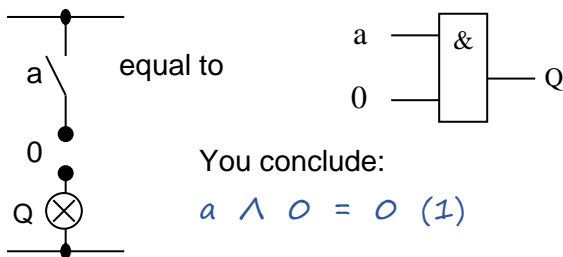 a
equal to
a
&
Q
0
0
You conclude:
Q
a ∧ 0 = 0 (1)